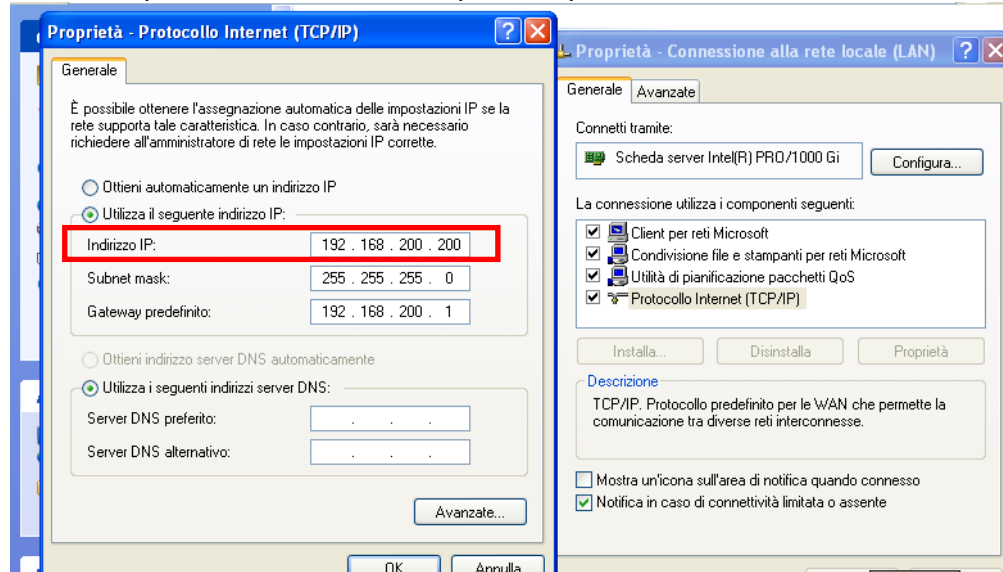 Proprietà - Protocollo Internet (TCP/IP)
Generale
È possibile ottenere l'assegnazione automatica delle impostazioni IP se la
rete supporta tale caratteristica. In caso contrario, sarà necessario
richiedere all'amministratore di rete le impostazioni IP corrette.
Ottieni automaticamente un indirizzo IP
Utilizza il seguente indirizzo IP:
Indirizzo IP: 192 . 168 . 200 . 200
Subnet mask: 255 . 255 . 255 . 0
Gateway predefinito: 192 . 168 . 200 . 1
Ottieni indirizzo server DNS automaticamente
Utilizza i seguenti indirizzi server DNS:
Server DNS preferito: . . .
Server DNS alternativo: . . .
Avanzate...
OK Annulla
Proprietà - Connessione alla rete locale (LAN)
Generale Avanzate
Connetti tramite:
Scheda server Intel(R) PRO/1000 Gi Configura...
La connessione utilizza i componenti seguenti:
Client per reti Microsoft
Condivisione file e stampanti per reti Microsoft
Utilità di pianificazione pacchetti QoS
Protocollo Internet (TCP/IP)
Installa... Disinstalla Proprietà
Descrizione
TCP/IP. Protocollo predefinito per le WAN che permette la
comunicazione tra diverse reti interconnesse.
Mostra un'icona sull'area di notifica quando connesso
Notifica in caso di connettività limitata o assente